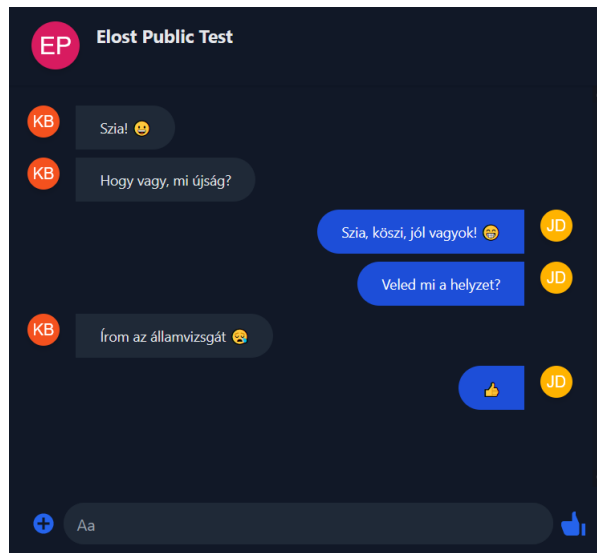 EP
Elost Public Test
KB
Szia! 😀
KB
Hogy vagy, mi újság?
Szia, köszi, jól vagyok! 😁
JD
Veled mi a helyzet?
JD
KB
Írom az államvizsgát 😪
👍
JD
Aa